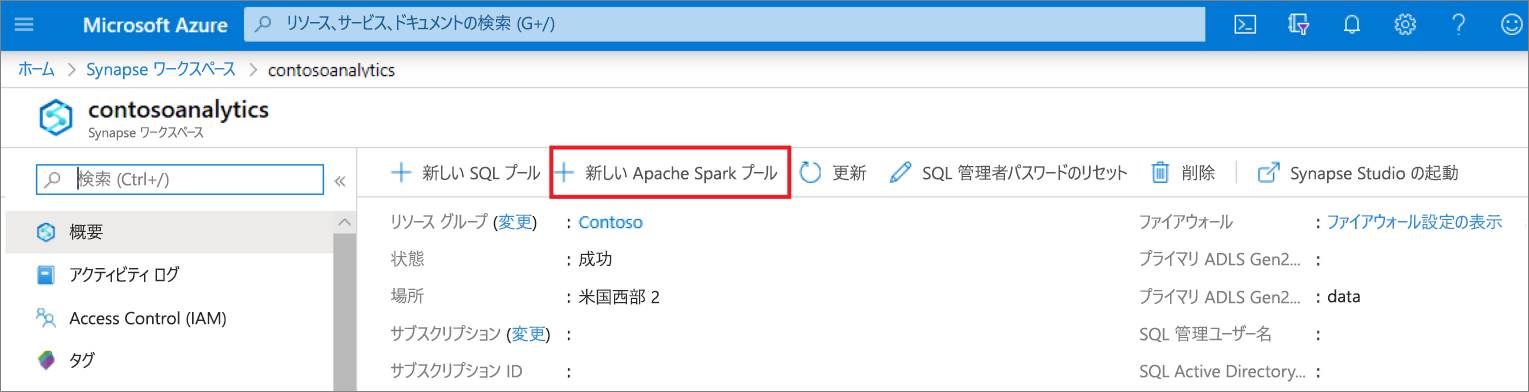 Microsoft Azure
リソース、サービス、ドキュメントの検索 (G+/)
ホーム > Synapse ワークスペース > contosoanalytics
contosoanalytics
Synapse ワークスペース
検索 (Ctrl+/)
概要
アクティビティ ログ
Access Control (IAM)
タグ
新しい SQL プール
新しい Apache Spark プール
更新
SQL 管理者パスワードのリセット
削除
Synapse Studio の起動
リソース グループ (変更) : Contoso
状態 : 成功
場所 : 米国西部 2
サブスクリプション (変更) :
サブスクリプション ID :
ファイアウォール : ファイアウォール設定の表示
プライマリ ADLS Gen2... :
プライマリ ADLS Gen2... : data
SQL 管理ユーザー名 :
SQL Active Directory... :